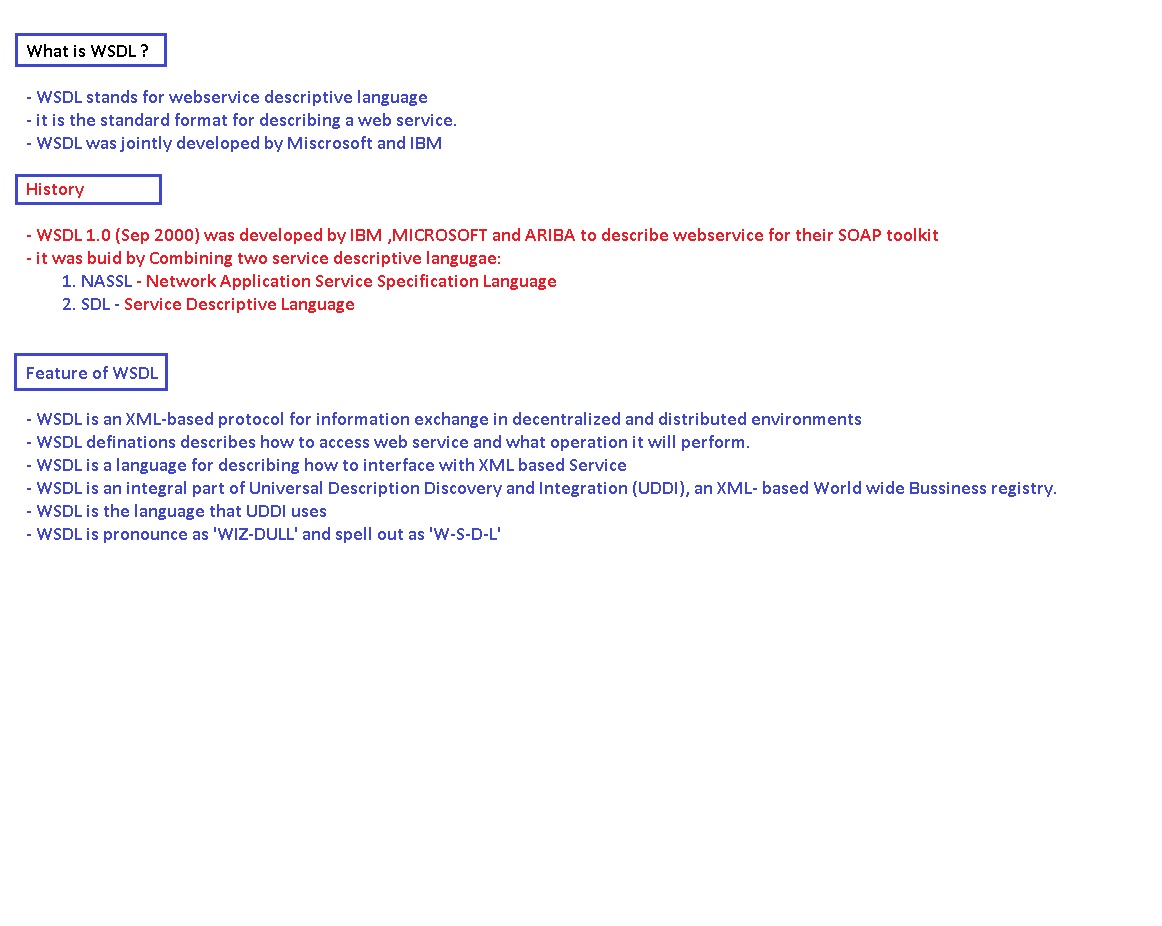 What is WSDL ?
- WSDL stands for webservice descriptive language
- it is the standard format for describing a web service.
- WSDL was jointly developed by Miscrosoft and IBM
History
- WSDL 1.0 (Sep 2000) was developed by IBM ,MICROSOFT and ARIBA to describe webservice for their SOAP toolkit
- it was buid by Combining two service descriptive langugae:
1. NASSL - Network Application Service Specification Language
2. SDL - Service Descriptive Language
Feature of WSDL
- WSDL is an XML-based protocol for information exchange in decentralized and distributed environments
- WSDL definations describes how to access web service and what operation it will perform.
- WSDL is a language for describing how to interface with XML based Service
- WSDL is an integral part of Universal Description Discovery and Integration (UDDI), an XML- based World wide Bussiness registry.
- WSDL is the language that UDDI uses
- WSDL is pronounce as 'WIZ-DULL' and spell out as 'W-S-D-L'